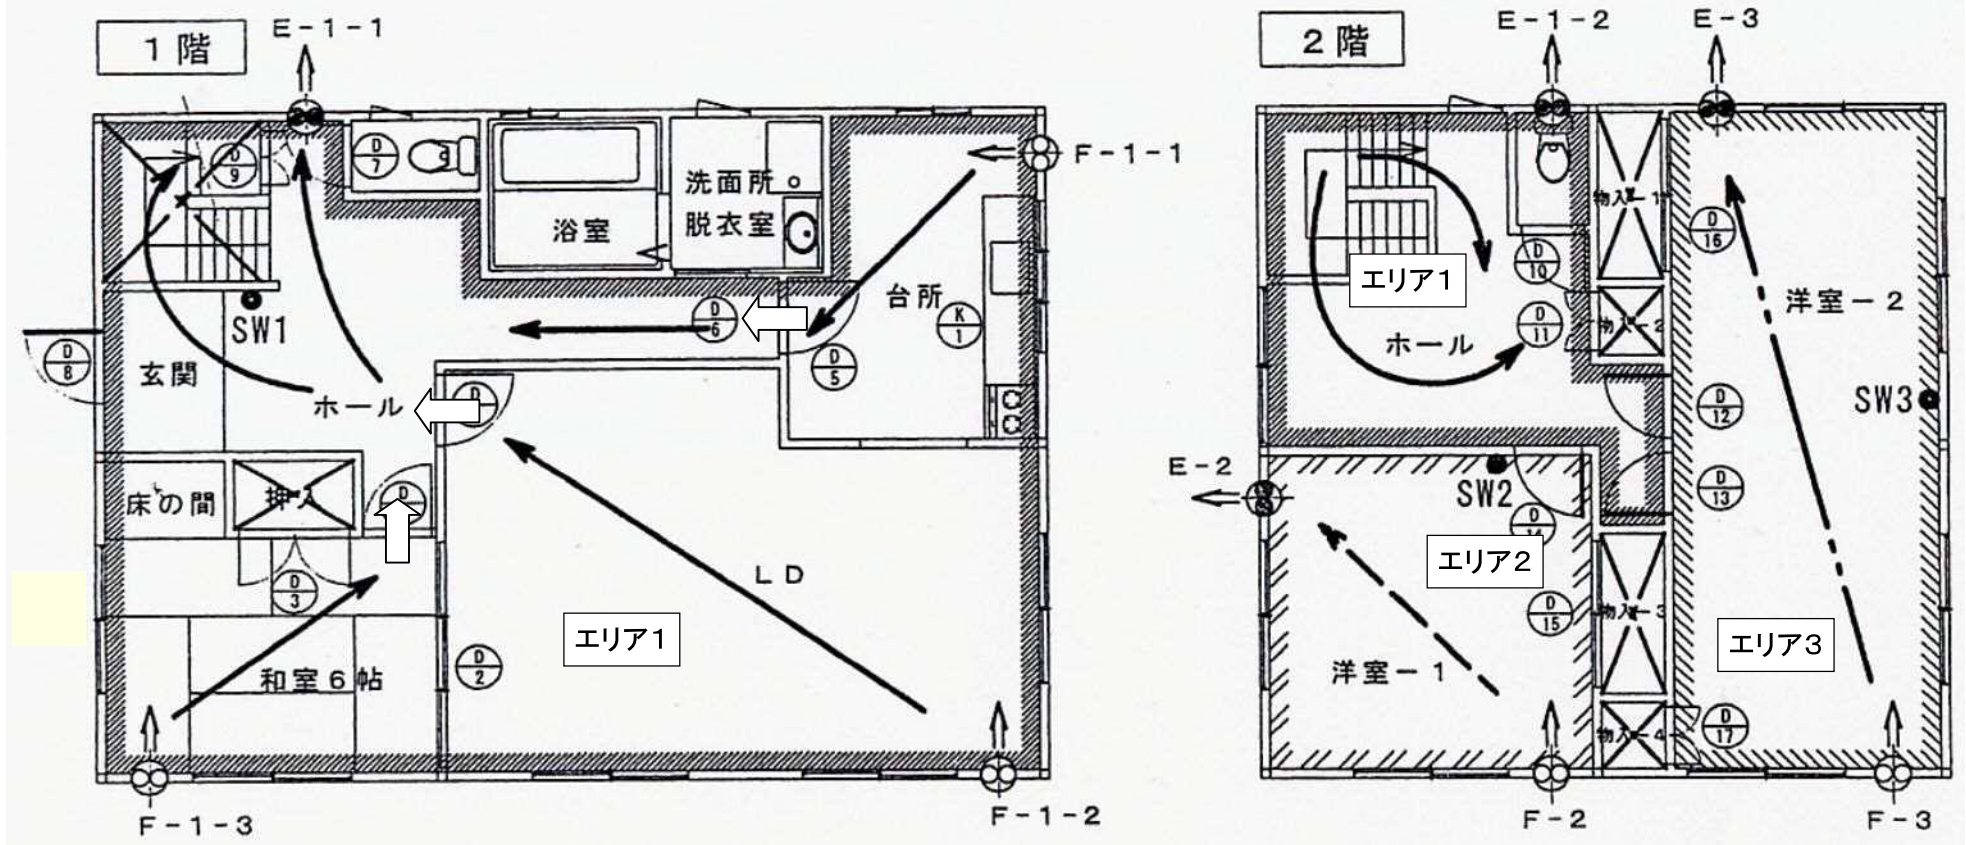 1階
E-1-1
D
9
D
7
F-1-1
洗面所
脱衣室
浴室
台所
D
6
K
1
D
5
SW1
D
8
玄関
ホール
D
床の間
押入
D
D
3
LD
エリア1
D
2
和室6帖
F-1-3
F-1-2
2階
E-1-2
E-3
物入-1
D
16
D
10
エリア1
洋室-2
D
11
物入-2
ホール
SW3
D
12
E-2
D
13
SW2
D
14
エリア2
D
15
物入-3
エリア3
洋室-1
物入-4
D
17
F-2
F-3